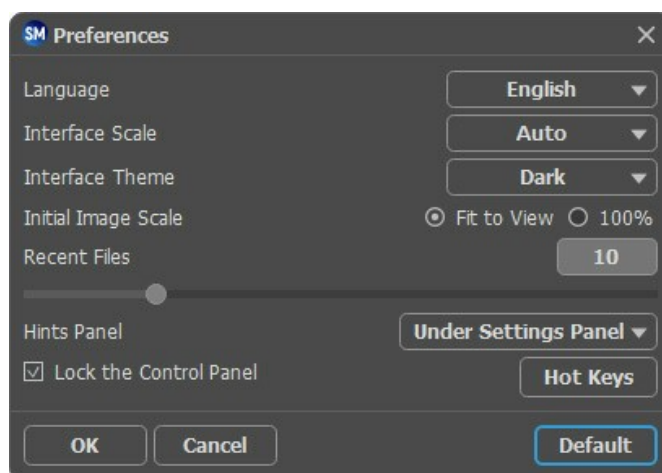 SM Preferences
Language English
Interface Scale Auto
Interface Theme Dark
Initial Image Scale Fit to View 100%
Recent Files 10
Hints Panel Under Settings Panel
Lock the Control Panel Hot Keys
OK Cancel Default